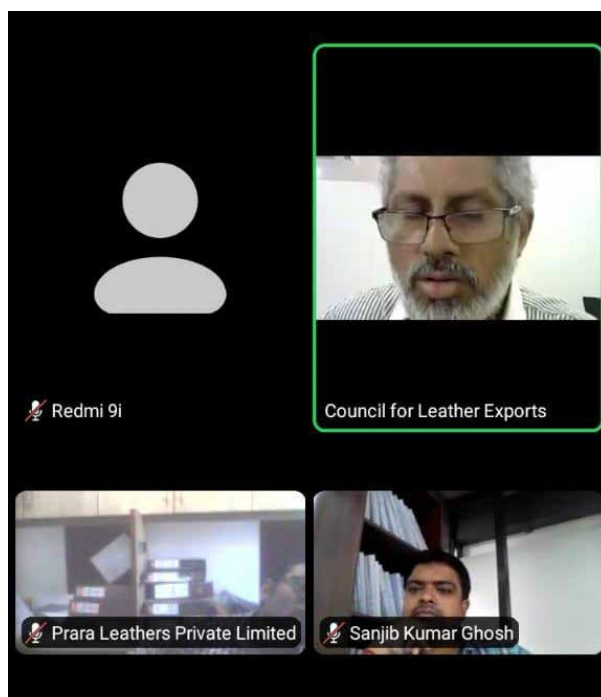 Redmi 9i
Council for Leather Exports
Prara Leathers Private Limited
Sanjib Kumar Ghosh